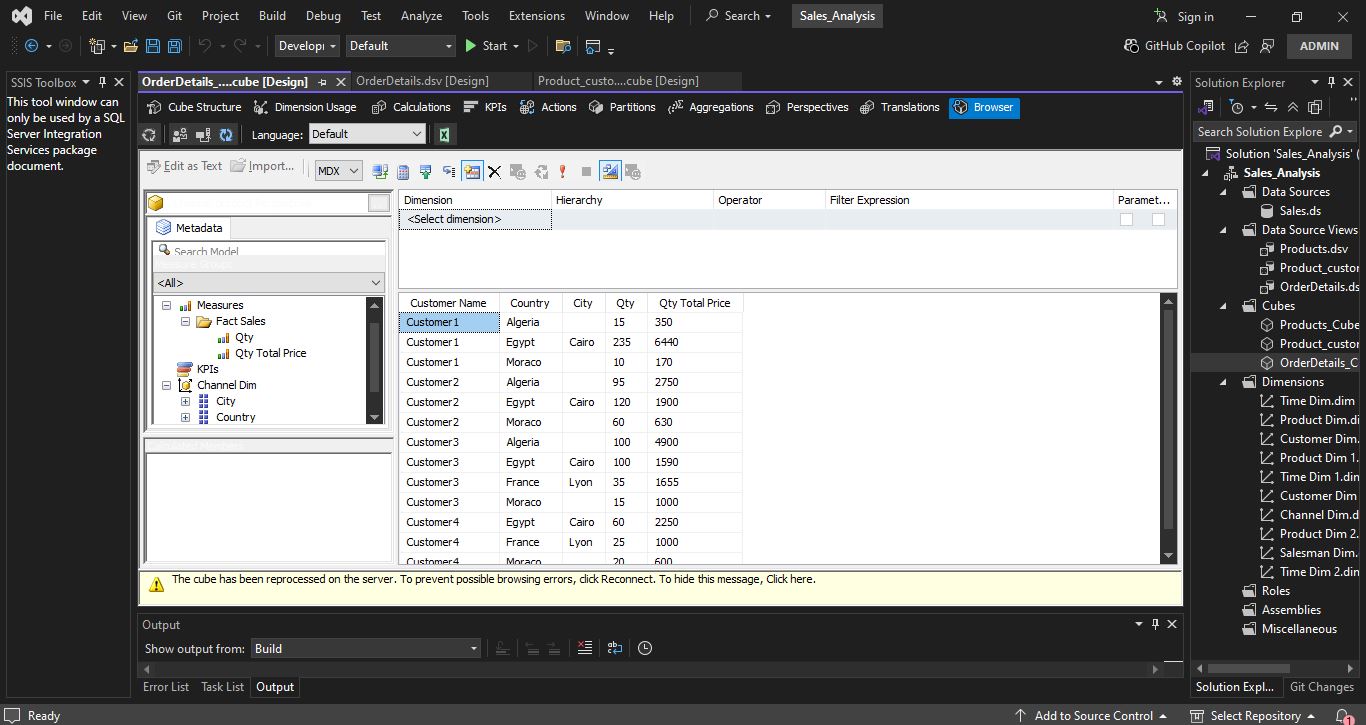 File Edit View Git Project Build Debug Test Analyze Tools Extensions Window Help Search Sales_Analysis Sign in
Develop Default Start GitHub Copilot ADMIN
SSIS Toolbox
This tool window can
only be used by a SQL
Server Integration
Services package
document.
OrderDetails_....cube [Design] OrderDetails.dsv [Design] Product_custo....cube [Design]
Cube Structure Dimension Usage Calculations KPIs Actions Partitions Aggregations Perspectives Translations Browser
Language: Default
Edit as Text Import... MDX
Metadata
Search Model
<All>
Measures
Fact Sales
Qty
Qty Total Price
KPIs
Channel Dim
City
Country
Dimension Hierarchy Operator Filter Expression Paramet...
<Select dimension>
Customer Name Country City Qty Qty Total Price
Customer1 Algeria 15 350
Customer1 Egypt Cairo 235 6440
Customer1 Moraco 10 170
Customer2 Algeria 95 2750
Customer2 Egypt Cairo 120 1900
Customer2 Moraco 60 630
Customer3 Algeria 100 4900
Customer3 Egypt Cairo 100 1590
Customer3 France Lyon 35 1655
Customer3 Moraco 15 1000
Customer4 Egypt Cairo 60 2250
Customer4 France Lyon 25 1000
Customer4 Moraco 20 600
The cube has been reprocessed on the server. To prevent possible browsing errors, click Reconnect. To hide this message, Click here.
Output
Show output from: Build
Error List Task List Output
Solution Explorer
Search Solution Explore
Solution 'Sales_Analysis' (
Sales_Analysis
Data Sources
Sales.ds
Data Source Views
Products.dsv
Product_custor
OrderDetails.ds
Cubes
Products_Cube
Product_custor
OrderDetails_C
Dimensions
Time Dim.dim
Product Dim.di
Customer Dim.
Product Dim 1.
Time Dim 1.din
Customer Dim
Channel Dim.d
Product Dim 2.
Salesman Dim.
Time Dim 2.din
Roles
Assemblies
Miscellaneous
Solution Expl... Git Changes
Ready Add to Source Control Select Repository 1